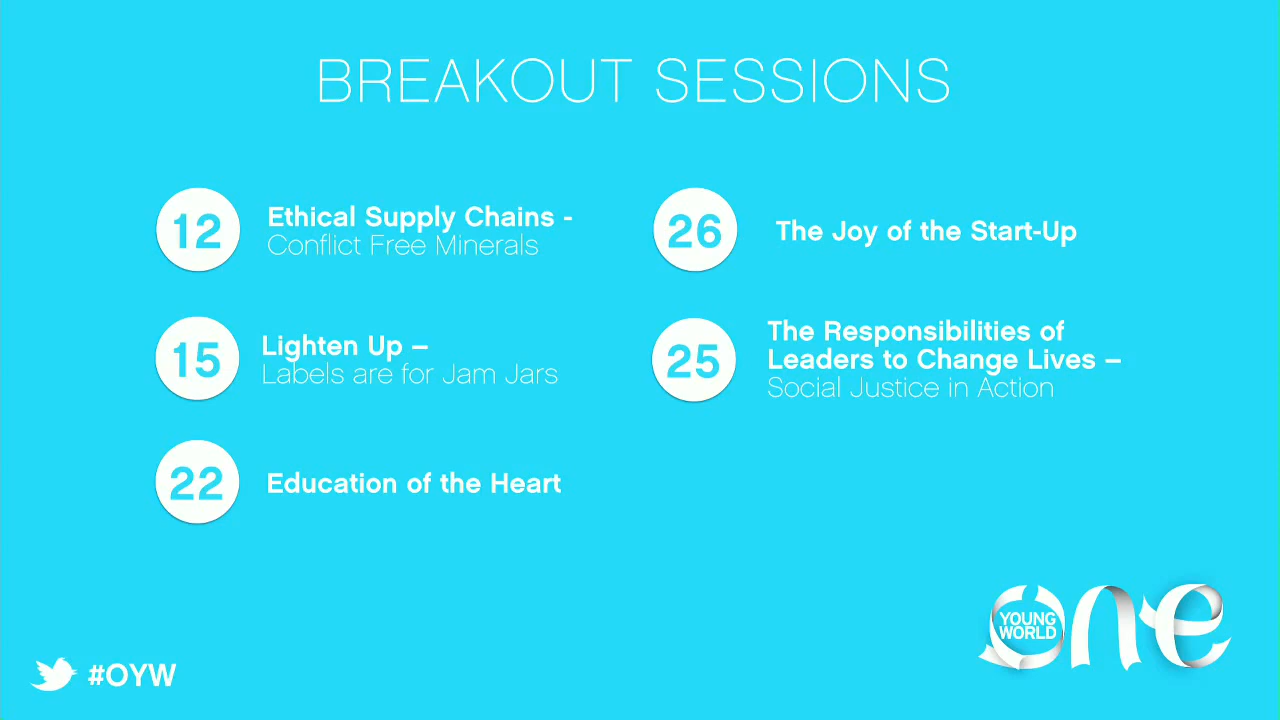 BREAKOUT SESSIONS
12
Ethical Supply Chains -
Conflict Free Minerals
15
Lighten Up –
Labels are for Jam Jars
22
Education of the Heart
26
The Joy of the Start-Up
25
The Responsibilities of
Leaders to Change Lives –
Social Justice in Action
#OYW
one
YOUNG
WORLD